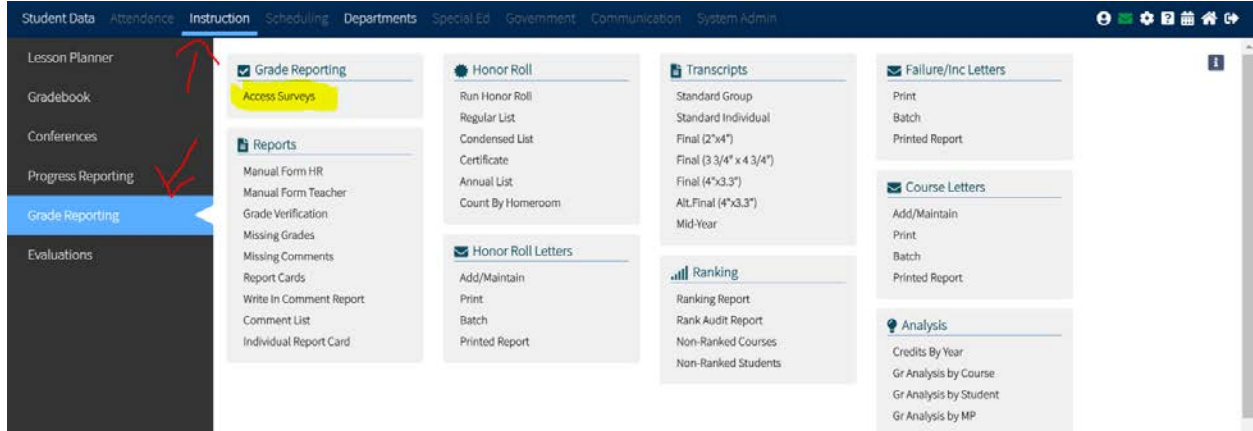 Student Data Attendance Instruction Scheduling Departments Special Ed Government Communication System Admin
Lesson Planner
Gradebook
Conferences
Progress Reporting
Grade Reporting
Evaluations
Grade Reporting
Access Surveys
Reports
Manual Form HR
Manual Form Teacher
Grade Verification
Missing Grades
Missing Comments
Report Cards
Write In Comment Report
Comment List
Individual Report Card
Honor Roll
Run Honor Roll
Regular List
Condensed List
Certificate
Annual List
Count By Homeroom
Honor Roll Letters
Add/Maintain
Print
Batch
Printed Report
Transcripts
Standard Group
Standard Individual
Final (2"x4")
Final (3 3/4" x 4 3/4")
Final (4"x3.3")
Alt.Final (4"x3.3")
Mid-Year
Ranking
Ranking Report
Rank Audit Report
Non-Ranked Courses
Non-Ranked Students
Failure/Inc Letters
Print
Batch
Printed Report
Course Letters
Add/Maintain
Print
Batch
Printed Report
Analysis
Credits By Year
Gr Analysis by Course
Gr Analysis by Student
Gr Analysis by MP